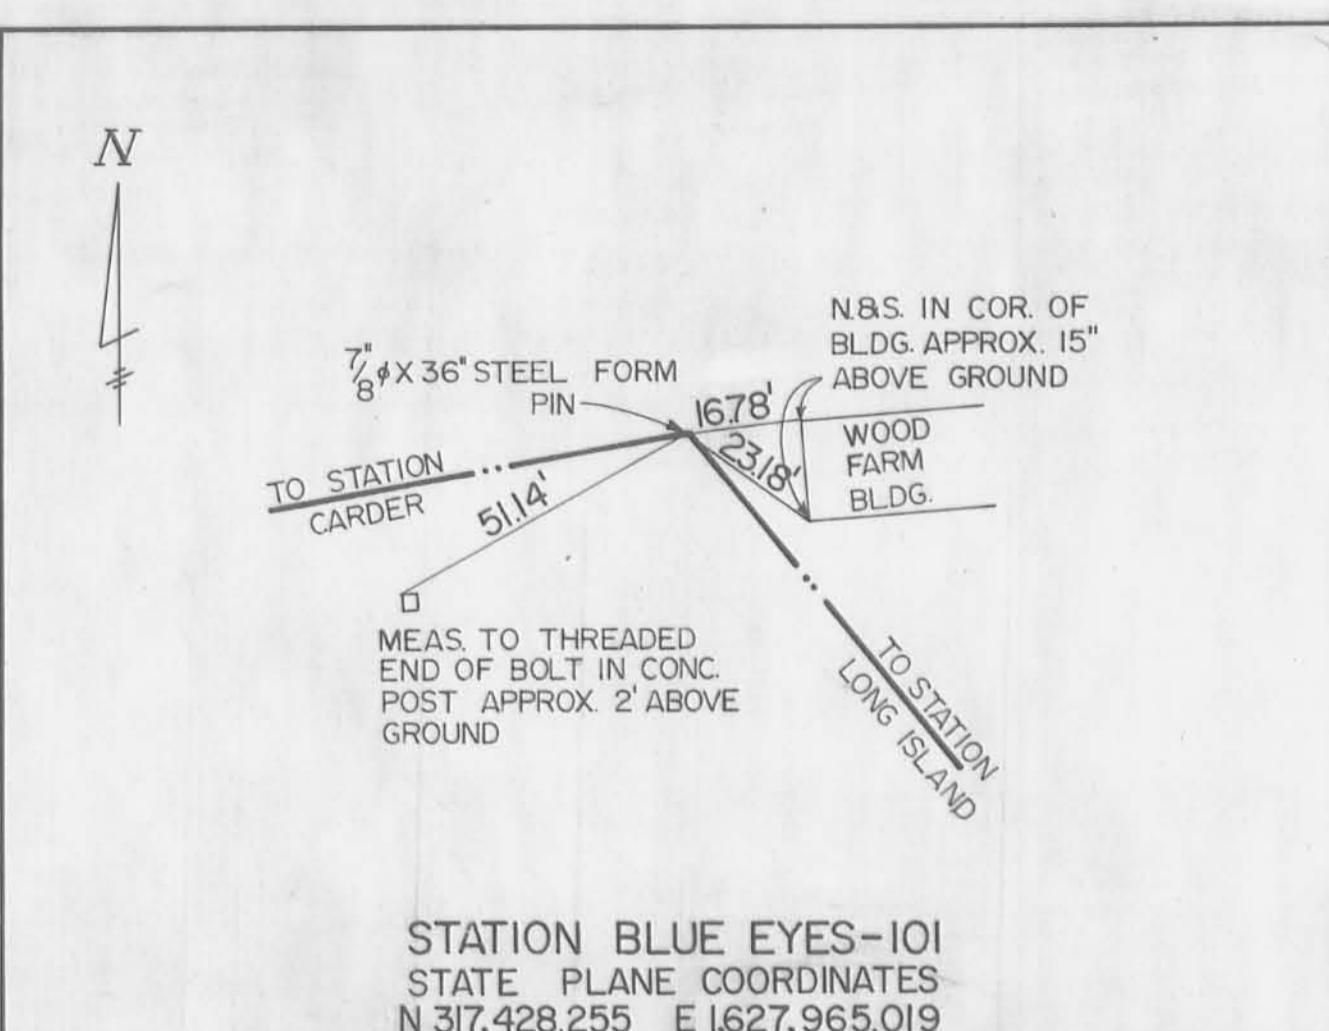 N
N.&S. IN COR. OF
BLDG. APPROX. 15"
ABOVE GROUND
7/8"φ X 36" STEEL FORM
PIN
16.78'
23.18'
WOOD
FARM
BLDG.
TO STATION
CARDER
51.14'
MEAS. TO THREADED
END OF BOLT IN CONC.
POST APPROX. 2' ABOVE
GROUND
TO STATION
LONG ISLAND
STATION BLUE EYES-101
STATE PLANE COORDINATES
N 317,428.255 E 1,627,965.019